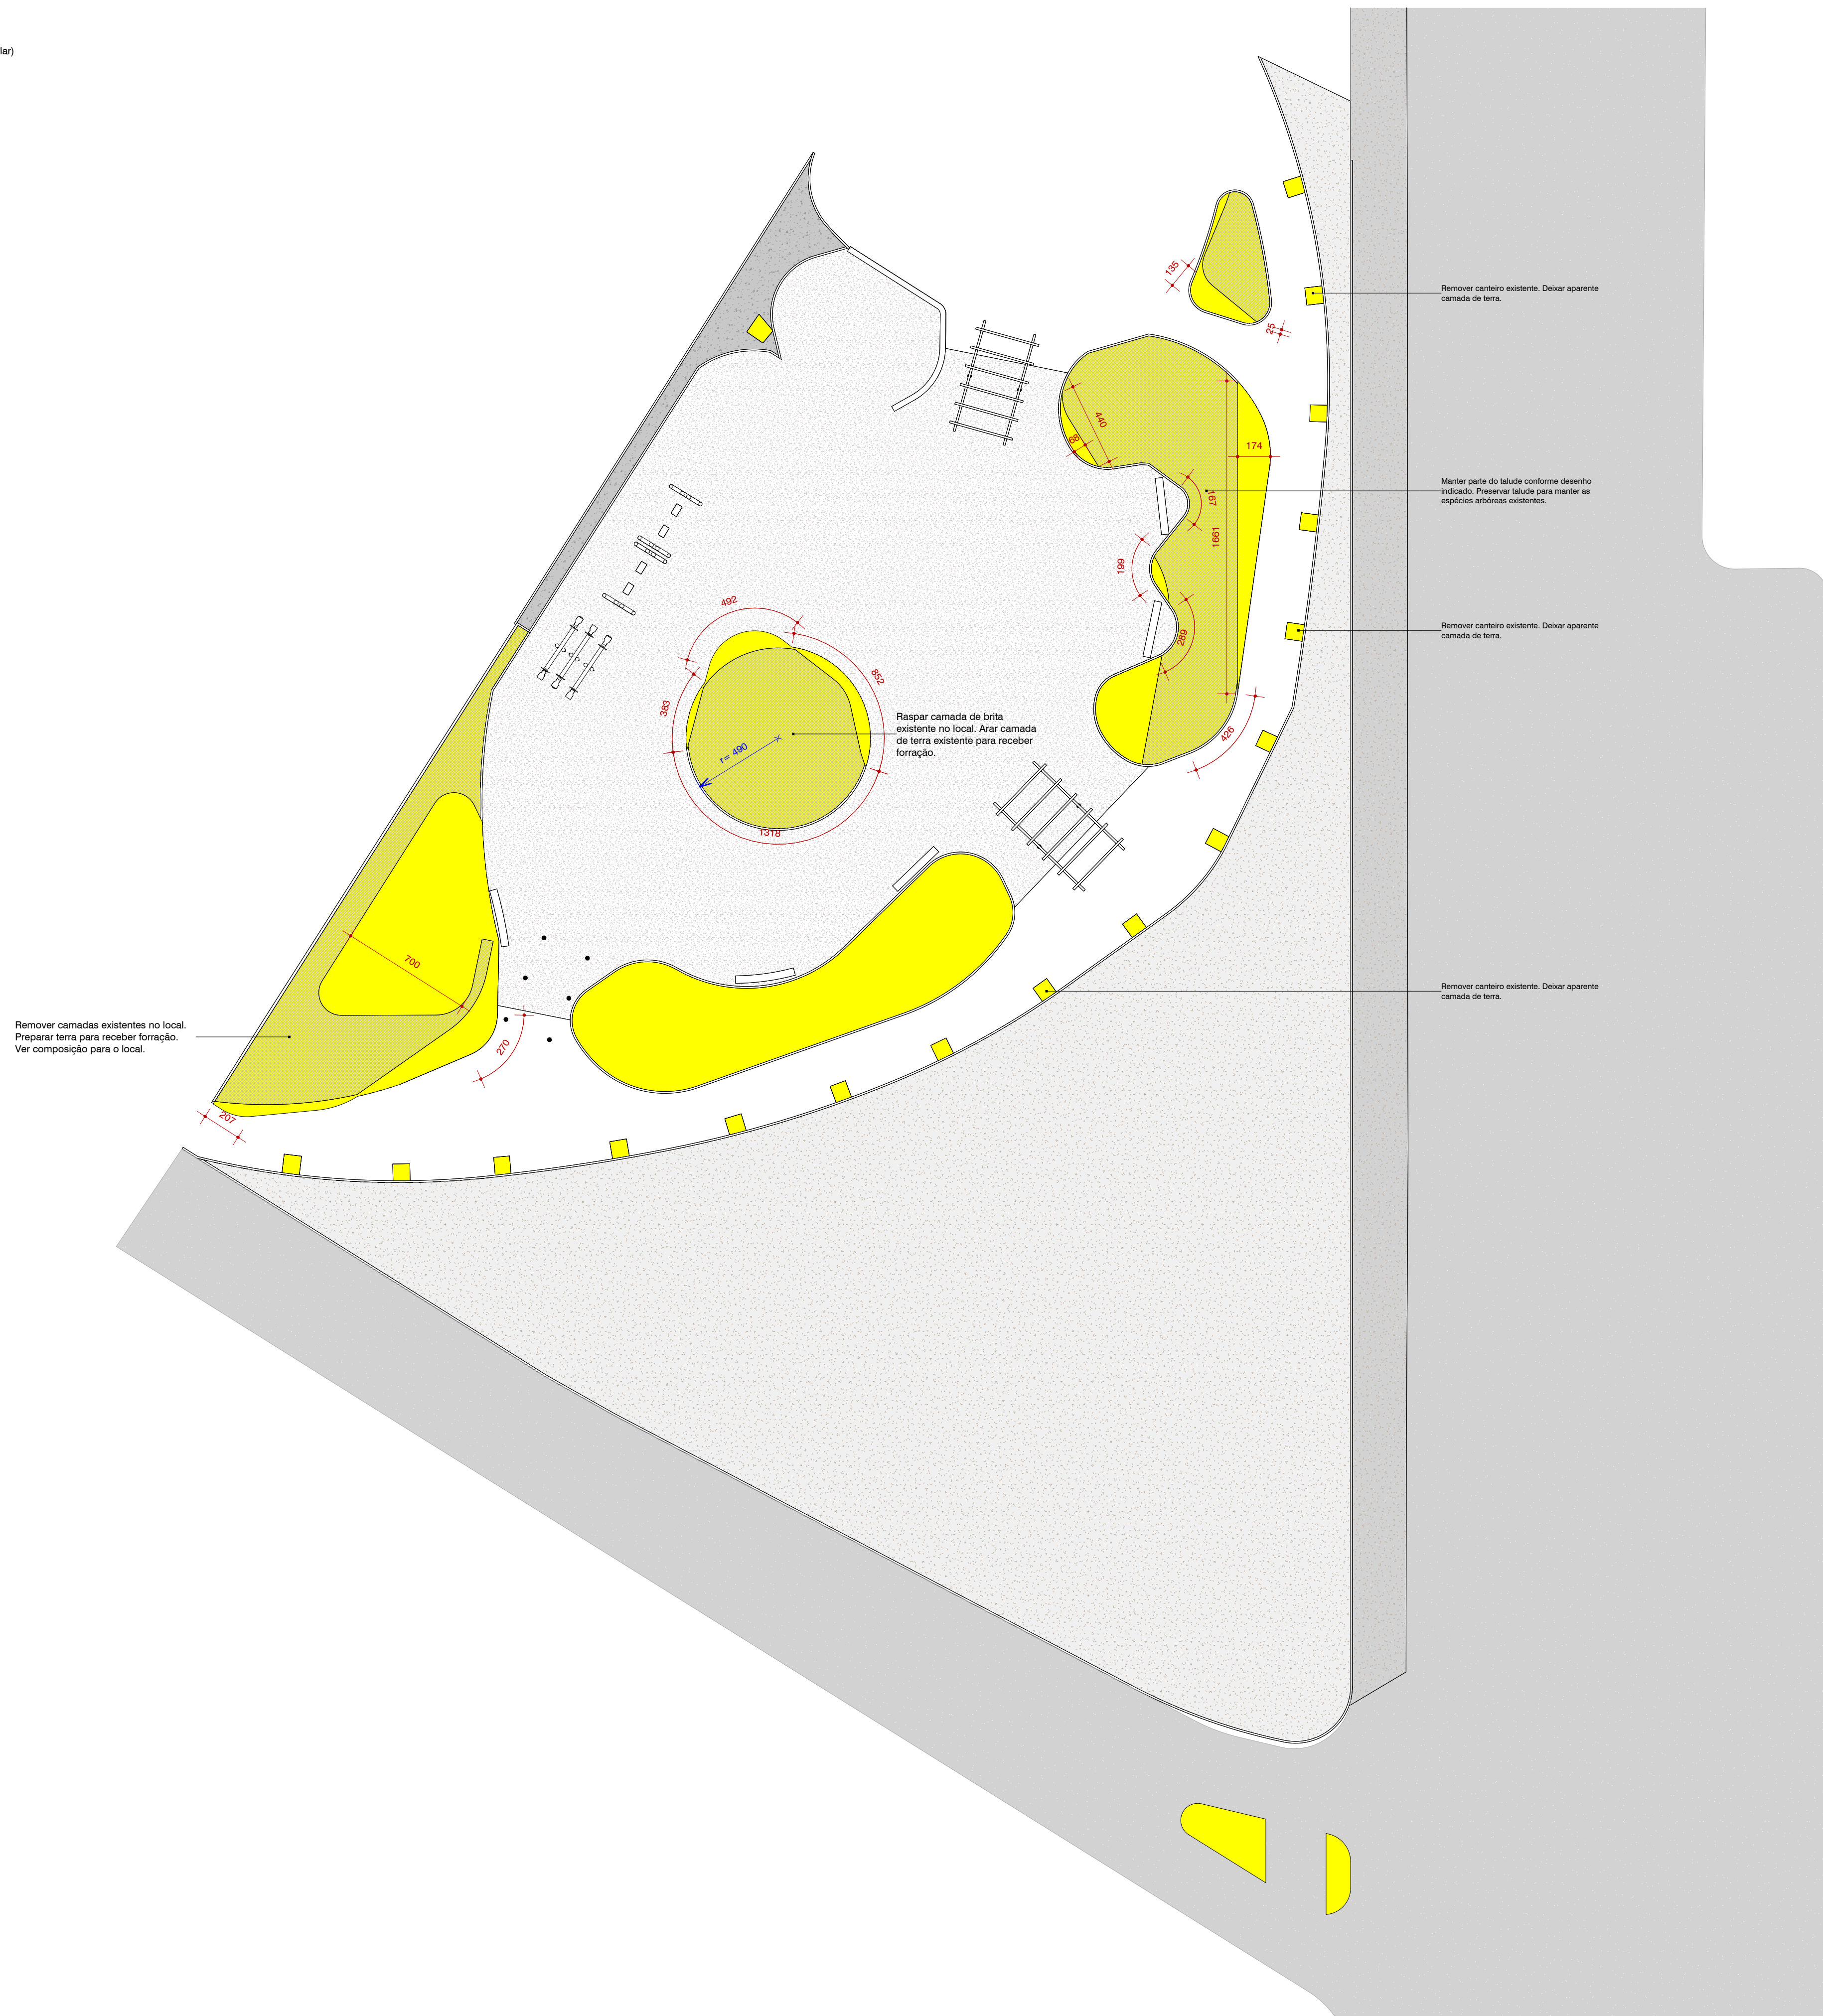 lar)
135
25
Remover canteiro existente. Deixar aparente
camada de terra.
440
68
174
167
Manter parte do talude conforme desenho
indicado. Preservar talude para manter as
espécies arbóreas existentes.
1661
199
492
289
Remover canteiro existente. Deixar aparente
camada de terra.
852
383
Raspar camada de brita
existente no local. Arar camada
de terra existente para receber
forração.
r= 490
426
1318
700
Remover canteiro existente. Deixar aparente
camada de terra.
Remover camadas existentes no local.
Preparar terra para receber forração.
Ver composição para o local.
270
207